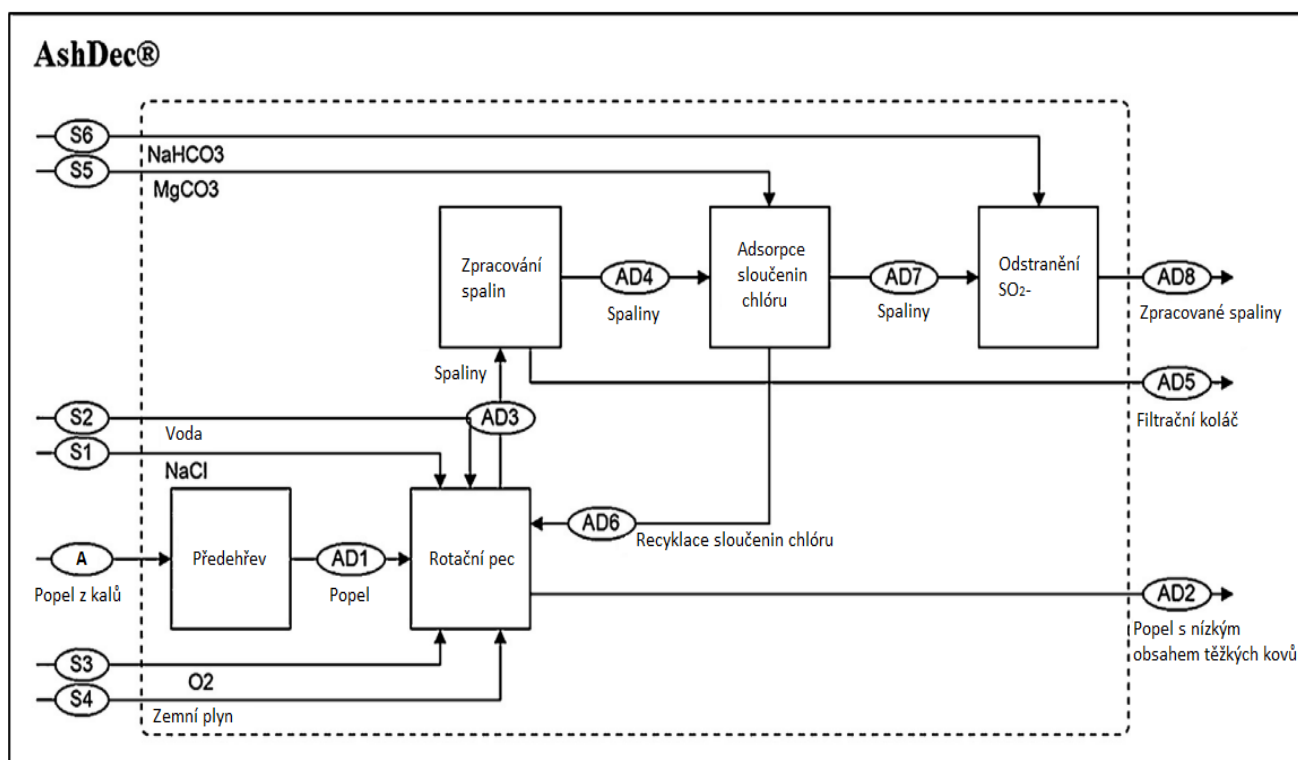 AshDec®
S6
NaHCO3
S5
MgCO3
Zpracování
spalin
AD4
Spaliny
Adsorpce
sloučenin
chlóru
AD7
Spaliny
Odstranění
SO2-
AD8
Zpracované spaliny
Spaliny
AD5
Filtrační koláč
S2
Voda
AD3
S1
NaCl
A
Popel z kalů
Předehřev
AD1
Popel
Rotační pec
AD6
Recyklace sloučenin chlóru
AD2
Popel s nízkým
obsahem těžkých kovů
S3
O2
S4
Zemní plyn